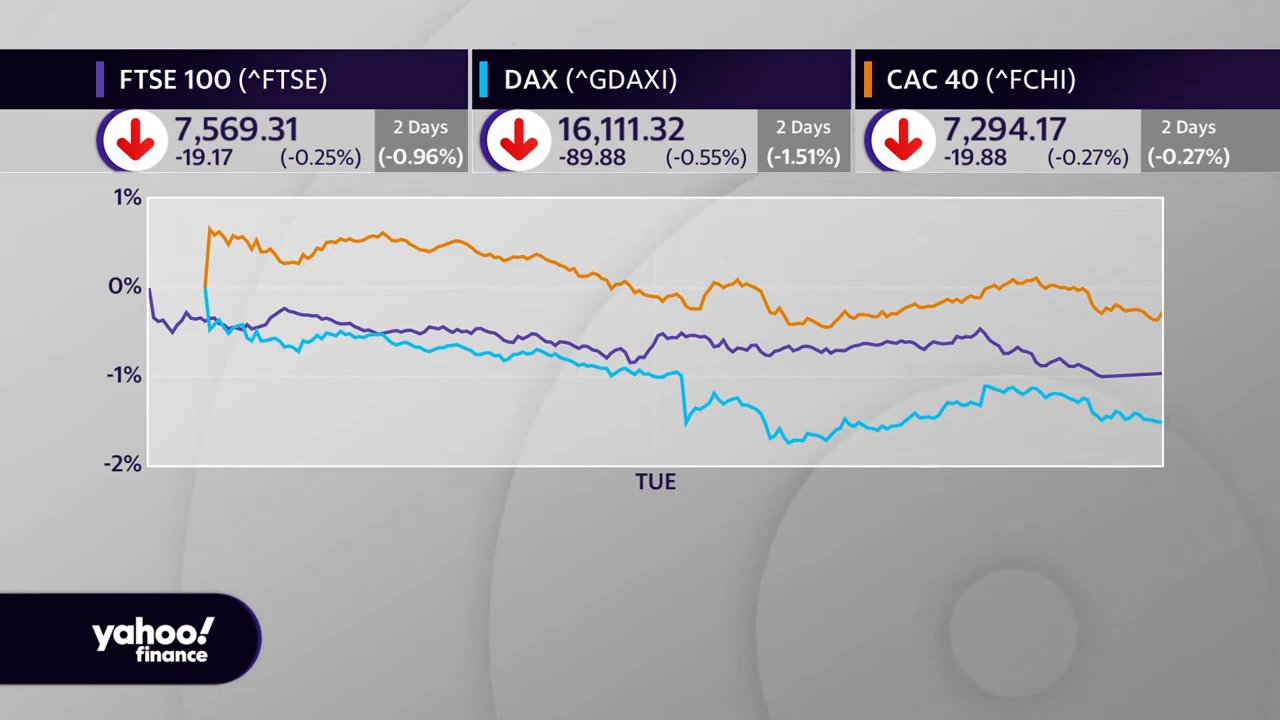 FTSE 100 (^FTSE)
7,569.31
-19.17 (-0.25%)
2 Days
(-0.96%)
DAX (^GDAXI)
16,111.32
-89.88 (-0.55%)
2 Days
(-1.51%)
CAC 40 (^FCHI)
7,294.17
-19.88 (-0.27%)
2 Days
(-0.27%)
1%
0%
-1%
-2%
TUE
yahoo!
finance